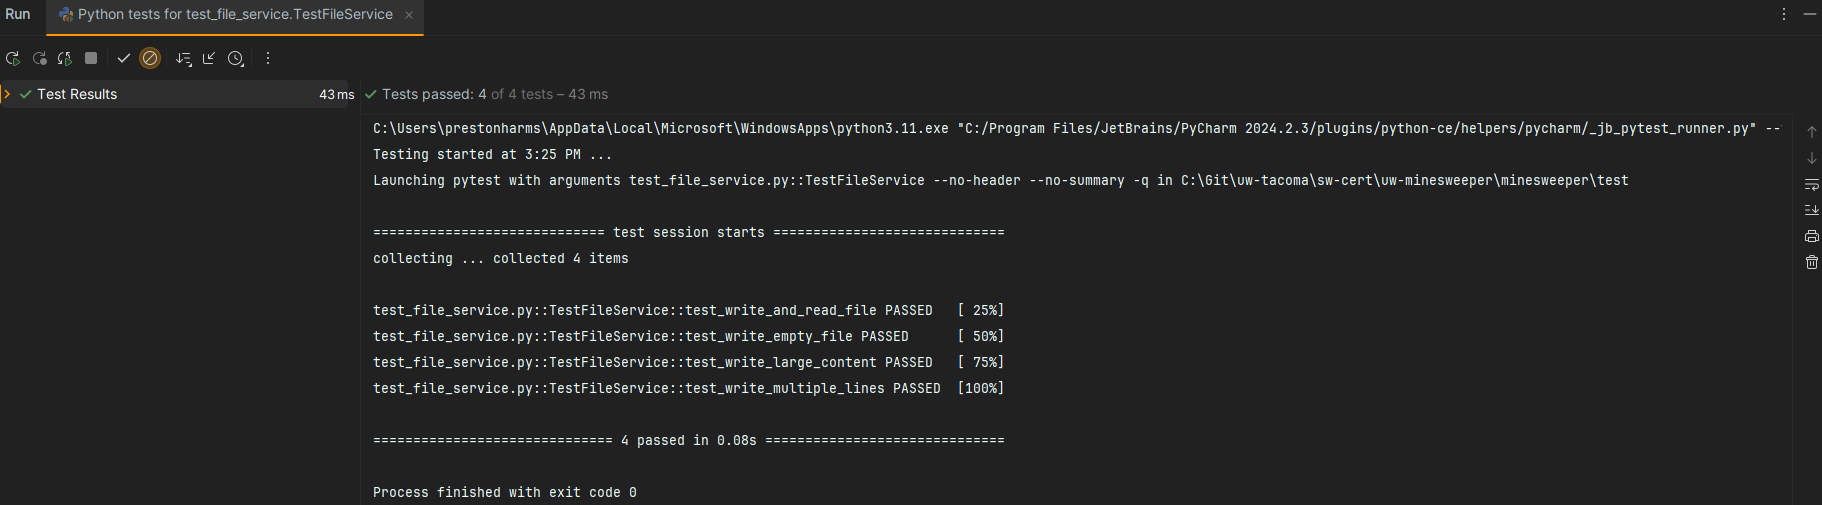 Run
Python tests for test_file_service.TestFileService
Test Results
43 ms
Tests passed: 4 of 4 tests – 43 ms
C:\Users\prestonharms\AppData\Local\Microsoft\WindowsApps\python3.11.exe "C:/Program Files/JetBrains/PyCharm 2024.2.3/plugins/python-ce/helpers/pycharm/_jb_pytest_runner.py" --
Testing started at 3:25 PM ...
Launching pytest with arguments test_file_service.py::TestFileService --no-header --no-summary -q in C:\Git\uw-tacoma\sw-cert\uw-minesweeper\minesweeper\test
============================= test session starts =============================
collecting ... collected 4 items
test_file_service.py::TestFileService::test_write_and_read_file PASSED   [ 25%]
test_file_service.py::TestFileService::test_write_empty_file PASSED      [ 50%]
test_file_service.py::TestFileService::test_write_large_content PASSED   [ 75%]
test_file_service.py::TestFileService::test_write_multiple_lines PASSED  [100%]
============================== 4 passed in 0.08s ==============================
Process finished with exit code 0